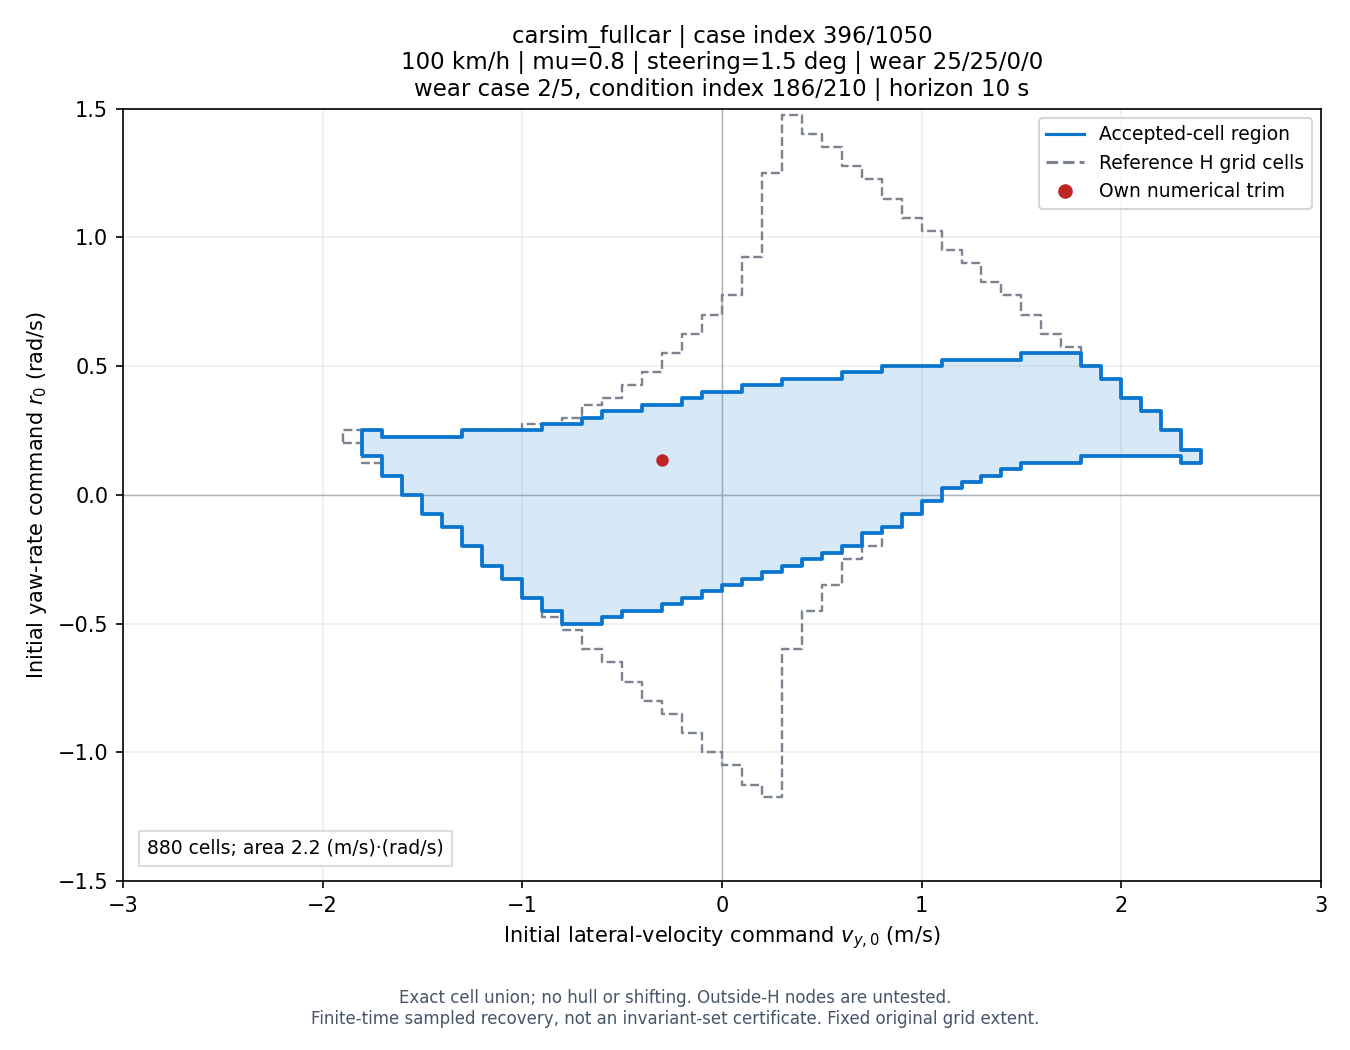 carsim_fullcar | case index 396/1050
100 km/h | mu=0.8 | steering=1.5 deg | wear 25/25/0/0
wear case 2/5, condition index 186/210 | horizon 10 s
1.5
1.0
0.5
0.0
−0.5
−1.0
−1.5
Initial yaw-rate command r0 (rad/s)
Accepted-cell region
Reference H grid cells
Own numerical trim
880 cells; area 2.2 (m/s)·(rad/s)
−3 −2 −1 0 1 2 3
Initial lateral-velocity command vy,0 (m/s)
Exact cell union; no hull or shifting. Outside-H nodes are untested.
Finite-time sampled recovery, not an invariant-set certificate. Fixed original grid extent.